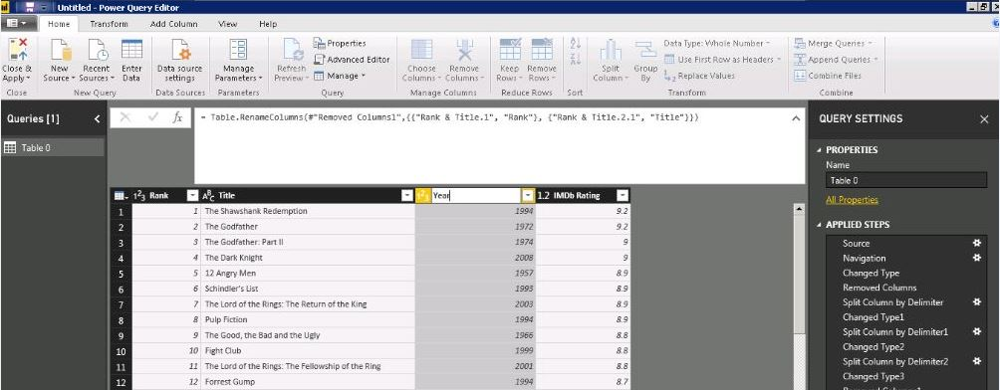 Untitled - Power Query Editor
Home Transform Add Column View Help
Close & Apply
New Source
Recent Sources
Enter Data
Data source settings
Manage Parameters
Refresh Preview
Properties
Advanced Editor
Manage
Choose Columns
Remove Columns
Keep Rows
Remove Rows
Split Column
Group By
Data Type: Whole Number
Use First Row as Headers
Replace Values
Merge Queries
Append Queries
Combine Files
Close New Query Data Sources Parameters Query Manage Columns Reduce Rows Sort Transform Combine
Queries [1]
Table 0
fx = Table.RenameColumns(#"Removed Columns1",{{"Rank & Title.1", "Rank"}, {"Rank & Title.2.1", "Title"}})
123 Rank ABC Title 123 Year 1.2 IMDb Rating
1 1 The Shawshank Redemption 1994 9.2
2 2 The Godfather 1972 9.2
3 3 The Godfather: Part II 1974 9
4 4 The Dark Knight 2008 9
5 5 12 Angry Men 1957 8.9
6 6 Schindler's List 1993 8.9
7 7 The Lord of the Rings: The Return of the King 2003 8.9
8 8 Pulp Fiction 1994 8.9
9 9 The Good, the Bad and the Ugly 1966 8.8
10 10 Fight Club 1999 8.8
11 11 The Lord of the Rings: The Fellowship of the Ring 2001 8.8
12 12 Forrest Gump 1994 8.7
QUERY SETTINGS
PROPERTIES
Name
Table 0
All Properties
APPLIED STEPS
Source
Navigation
Changed Type
Removed Columns
Split Column by Delimiter
Changed Type1
Split Column by Delimiter1
Changed Type2
Split Column by Delimiter2
Changed Type3
Removed Columns1